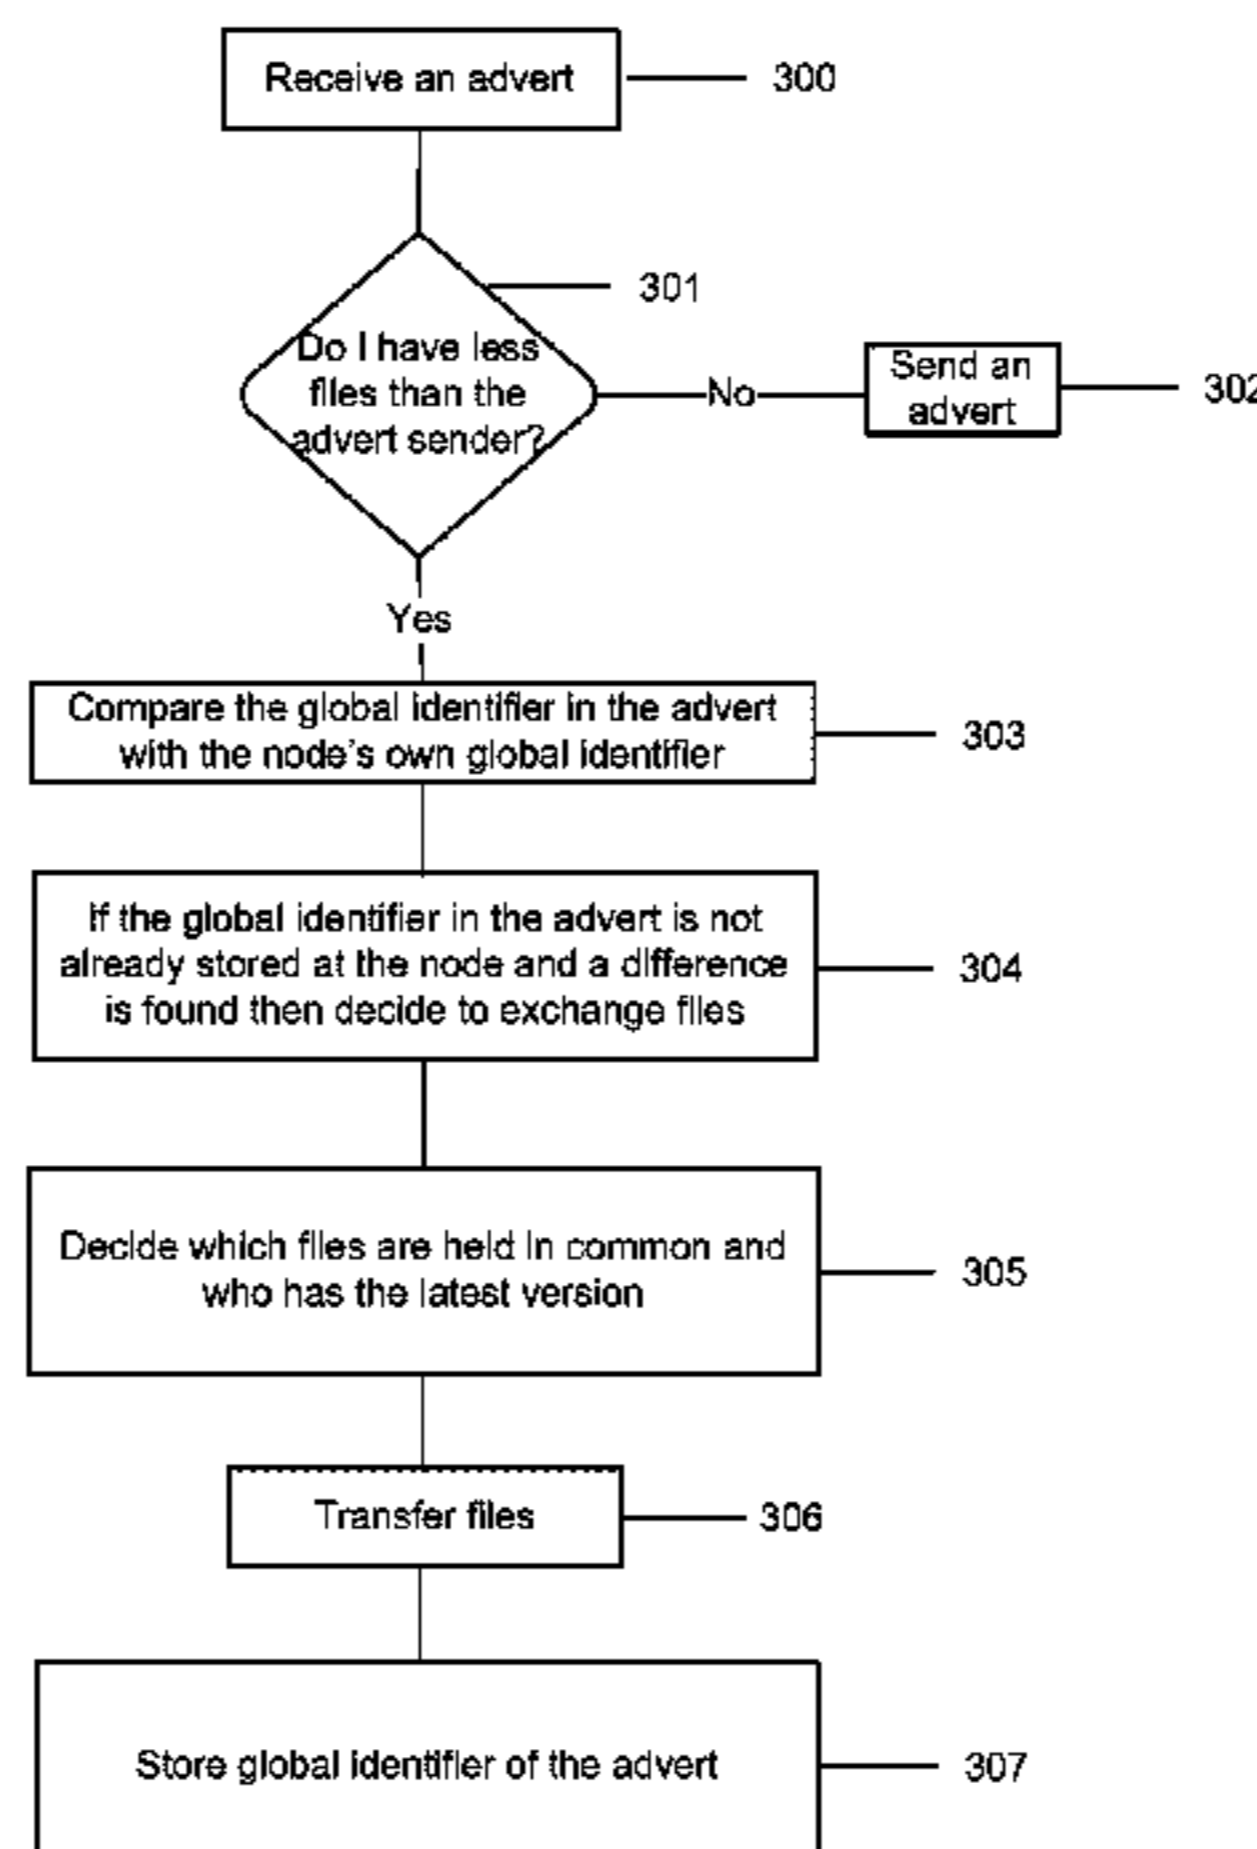 Receive an advert
300
301
Do I have less
files than the
advert sender?
No
Send an
advert
302
Yes
Compare the global identifier in the advert
with the node's own global identifier
303
If the global identifier in the advert is not
already stored at the node and a difference
is found then decide to exchange files
304
Decide which files are held in common and
who has the latest version
305
Transfer files
306
Store global identifier of the advert
307